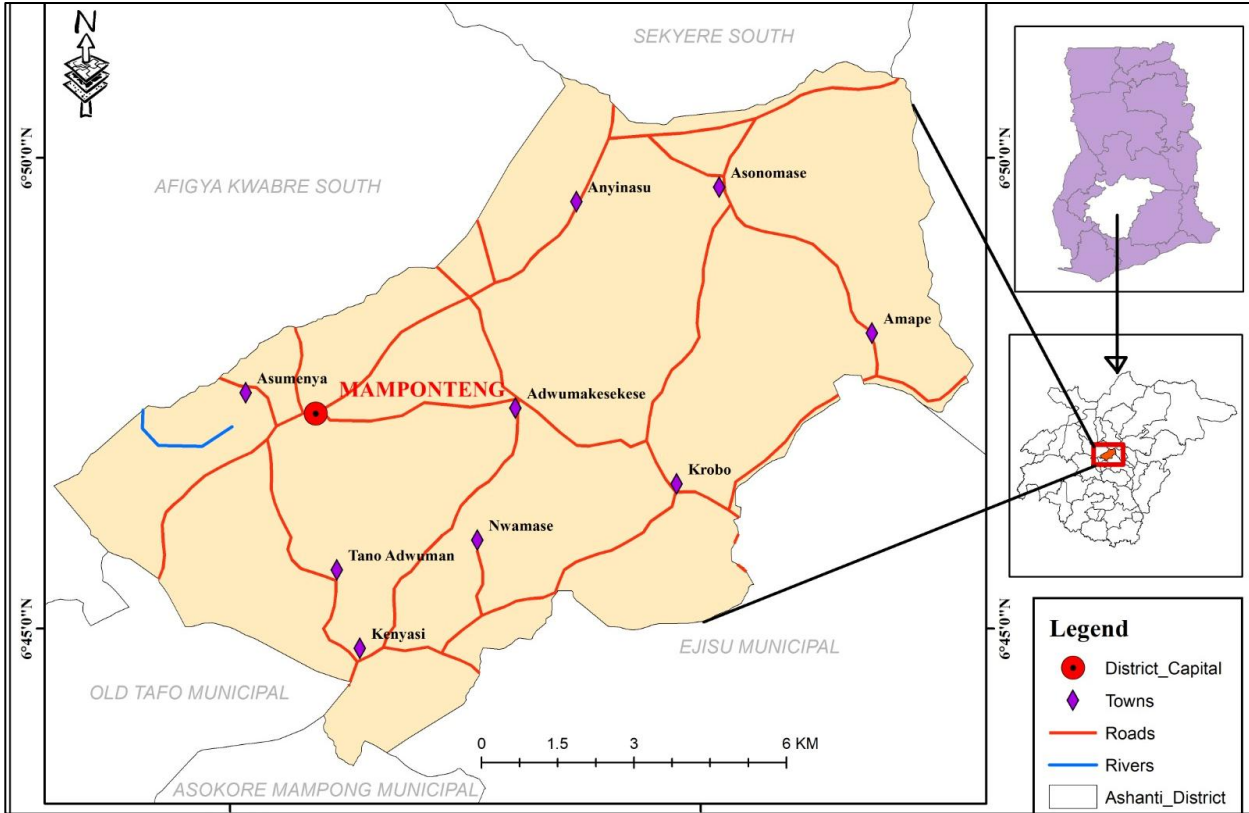 N
SEKYERE SOUTH
6°50'0"N
6°50'0"N
AFIGYA KWABRE SOUTH
Anyinasu
Asonomase
Amape
Asumenya
MAMPONTENG
Adwumakesekese
Krobo
Nwamase
Tano Adwuman
6°45'0"N
6°45'0"N
Kenyasi
EJISU MUNICIPAL
OLD TAFO MUNICIPAL
0 1.5 3 6 KM
ASOKORE MAMPONG MUNICIPAL
Legend
District_Capital
Towns
Roads
Rivers
Ashanti_District